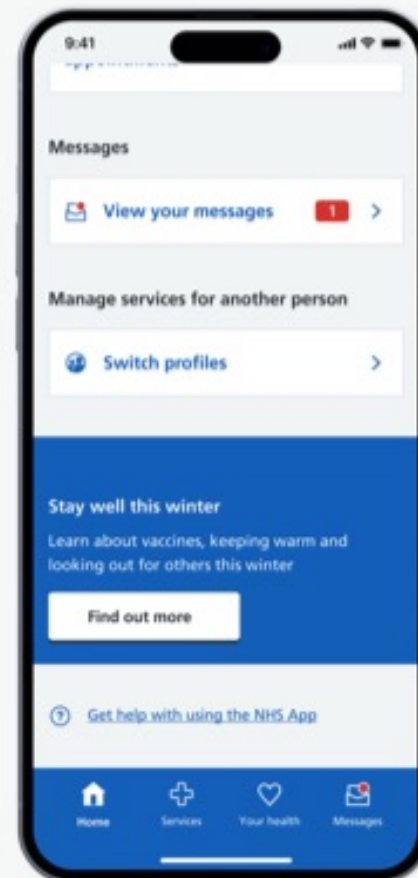 9:41
Messages
View your messages
1
Manage services for another person
Switch profiles
Stay well this winter
Learn about vaccines, keeping warm and
looking out for others this winter
Find out more
Get help with using the NHS App
Home
Services
Your health
Messages